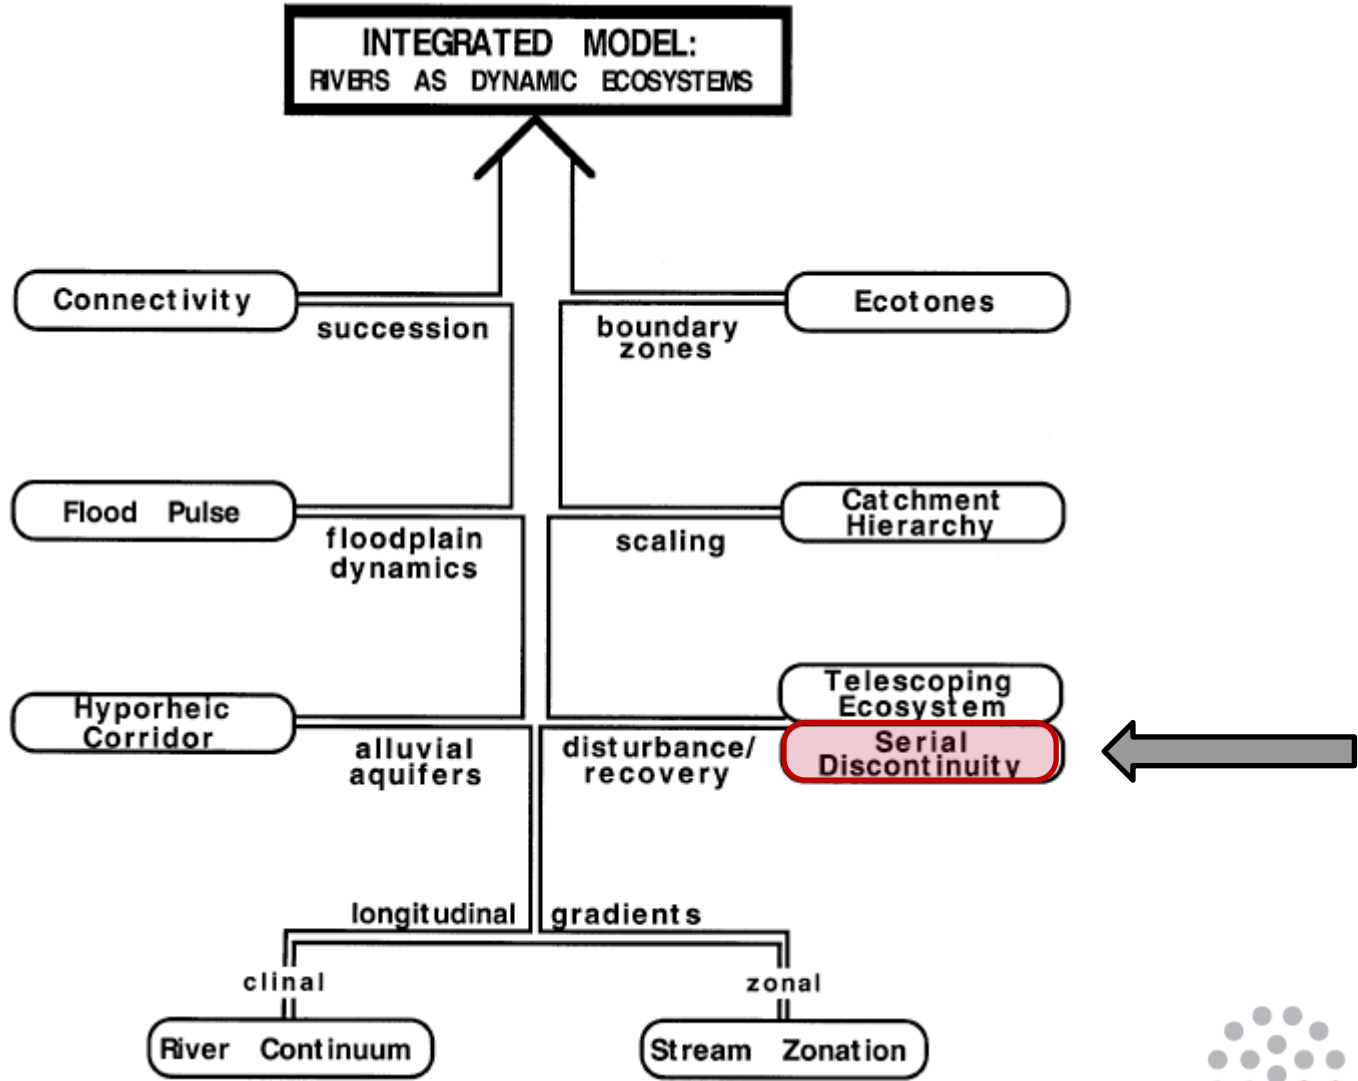 INTEGRATED MODEL:
RIVERS AS DYNAMIC ECOSYSTEMS
Connectivity
succession
boundary
zones
Ecotones
Flood Pulse
floodplain
dynamics
scaling
Catchment
Hierarchy
Hyporheic
Corridor
alluvial
aquifers
disturbance/
recovery
Telescoping
Ecosystem
Serial
Discontinuity
longitudinal gradients
clinal
zonal
River Continuum
Stream Zonation